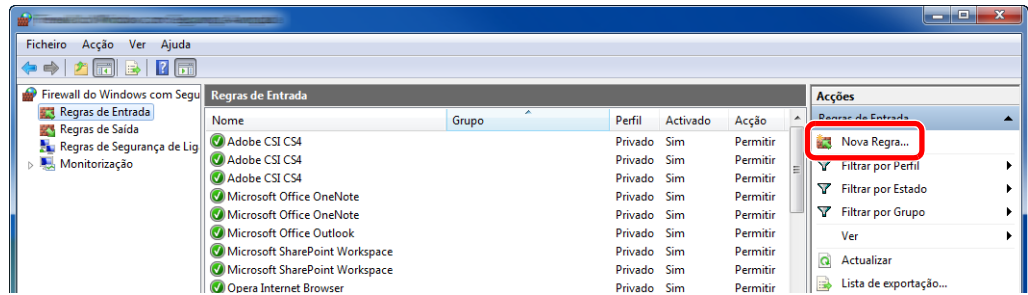 Ficheiro Acção Ver Ajuda
Firewall do Windows com Segu
Regras de Entrada
Regras de Saída
Regras de Segurança de Lig
Monitorização
Regras de Entrada
Nome Grupo Perfil Activado Acção
Adobe CSI CS4 Privado Sim Permitir
Adobe CSI CS4 Privado Sim Permitir
Adobe CSI CS4 Privado Sim Permitir
Microsoft Office OneNote Privado Sim Permitir
Microsoft Office OneNote Privado Sim Permitir
Microsoft Office Outlook Privado Sim Permitir
Microsoft SharePoint Workspace Privado Sim Permitir
Microsoft SharePoint Workspace Privado Sim Permitir
Opera Internet Browser Privado Sim Permitir
Acções
Regras de Entrada
Nova Regra...
Filtrar por Perfil
Filtrar por Estado
Filtrar por Grupo
Ver
Actualizar
Lista de exportação...